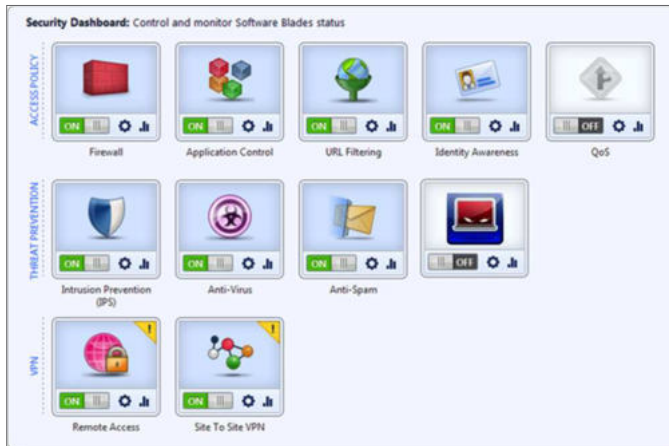 Security Dashboard: Control and monitor Software Blades status
ACCESS POLICY
ON
ON
ON
ON
OFF
Firewall
Application Control
URL Filtering
Identity Awareness
QoS
THREAT PREVENTION
ON
ON
ON
OFF
Intrusion Prevention
(IPS)
Anti-Virus
Anti-Spam
VPN
!
!
ON
ON
Remote Access
Site To Site VPN